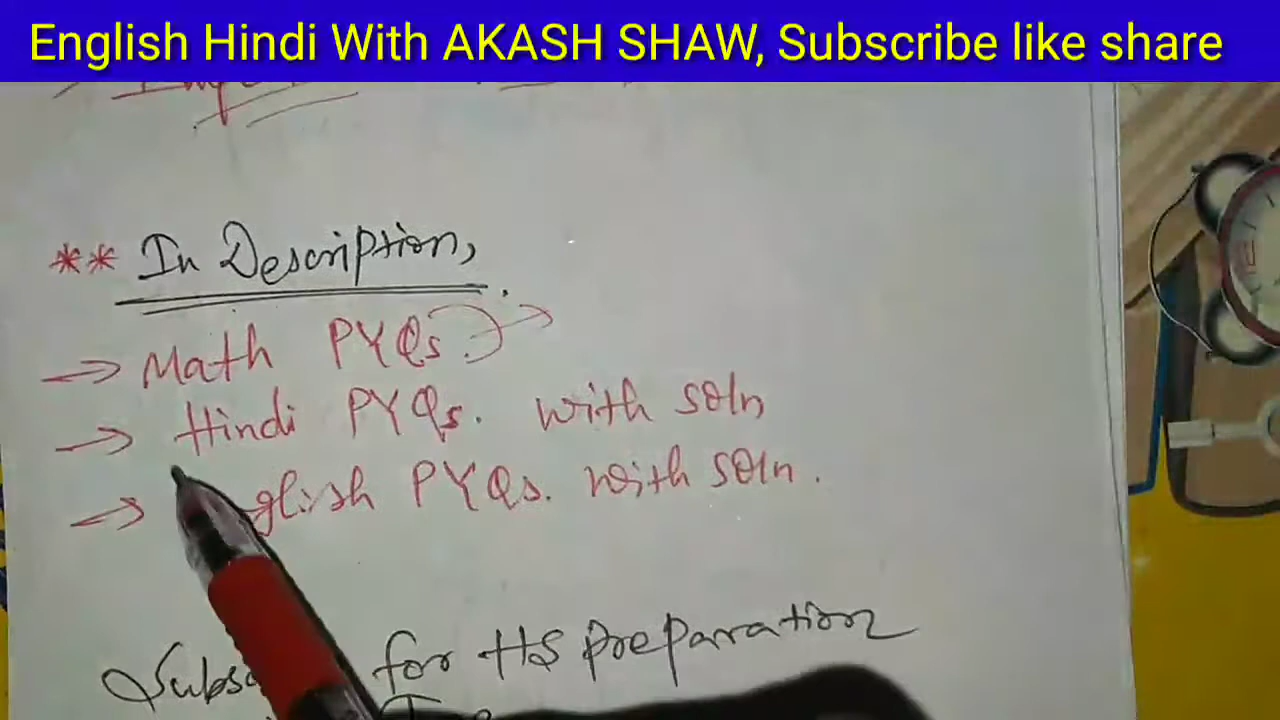 English Hindi With AKASH SHAW, Subscribe like share
** In Description,
→ Math PYQs. →
→ Hindi PYQs. with soln
→ English PYQs. with soln.
for HS preparation